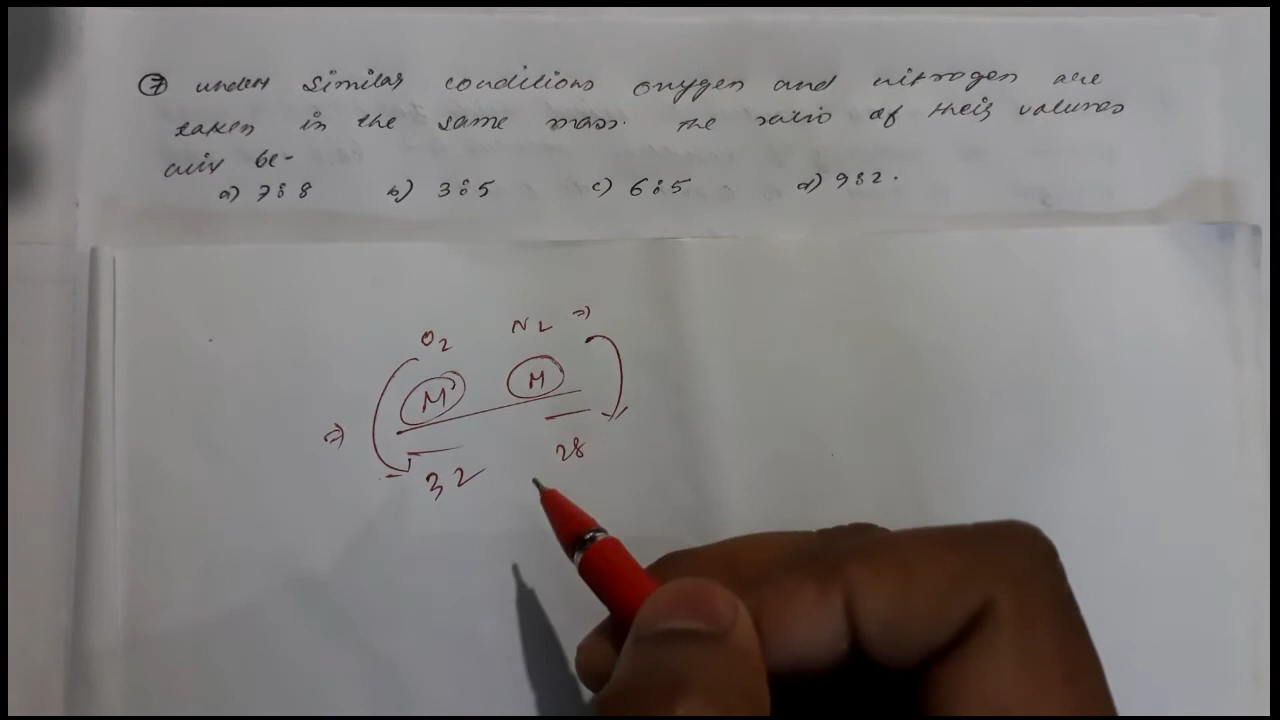 ⑦ under similar conditions oxygen and nitrogen are
taken in the same mass. The ratio of their volumes
will be-
a) 7:8 b) 3:5 c) 6:5 d) 9:2.
O2 N2 ⇒
⇒ M M
32 28